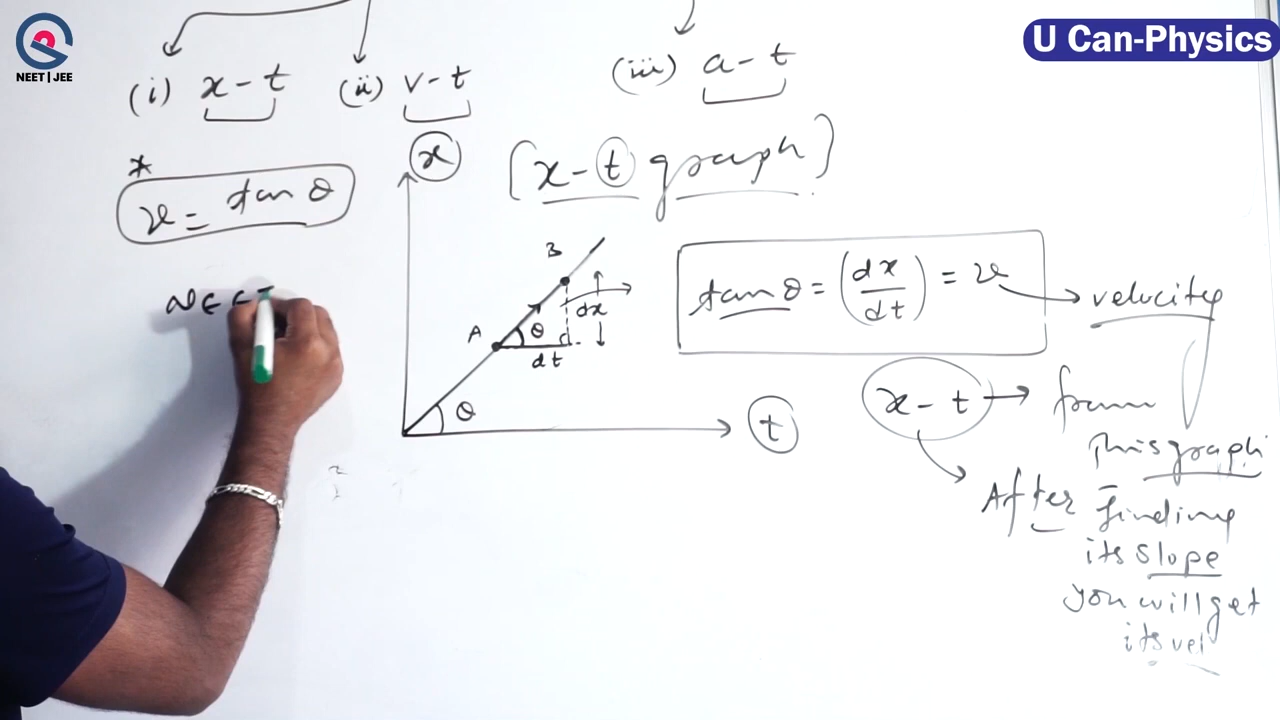 NEET | JEE
U Can-Physics
(i) x - t (ii) v - t (iii) a - t
*
v = tan θ
x
[x - t graph]
NEET
B
A
θ
dx
dt
θ
t
tan θ = (dx/dt) = v → velocity
x - t → from
this graph
After finding
its slope
you will get
its vel